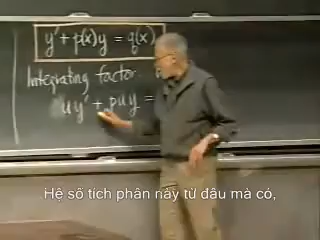 y' + p(x)y = q(x)
Integrating factor
uy' + puy =
Hệ số tích phân này từ đâu mà có,